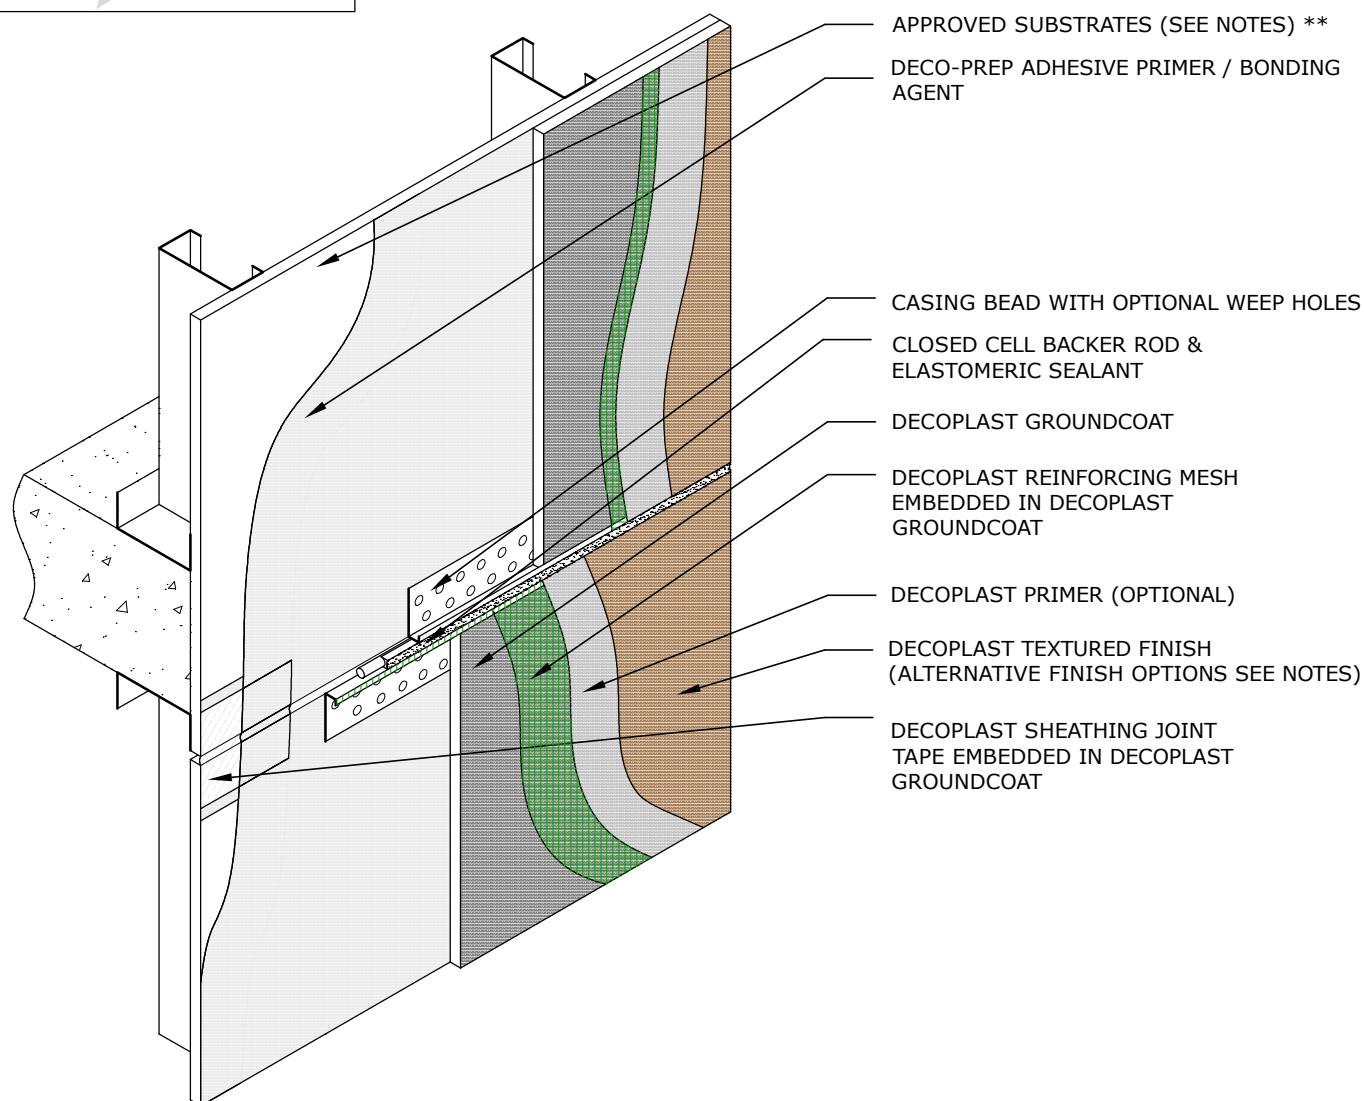 APPROVED SUBSTRATES (SEE NOTES) **
DECO-PREP ADHESIVE PRIMER / BONDING
AGENT
CASING BEAD WITH OPTIONAL WEEP HOLES
CLOSED CELL BACKER ROD &
ELASTOMERIC SEALANT
DECOPLAST GROUNDCOAT
DECOPLAST REINFORCING MESH
EMBEDDED IN DECOPLAST
GROUNDCOAT
DECOPLAST PRIMER (OPTIONAL)
DECOPLAST TEXTURED FINISH
(ALTERNATIVE FINISH OPTIONS SEE NOTES)
DECOPLAST SHEATHING JOINT
TAPE EMBEDDED IN DECOPLAST
GROUNDCOAT